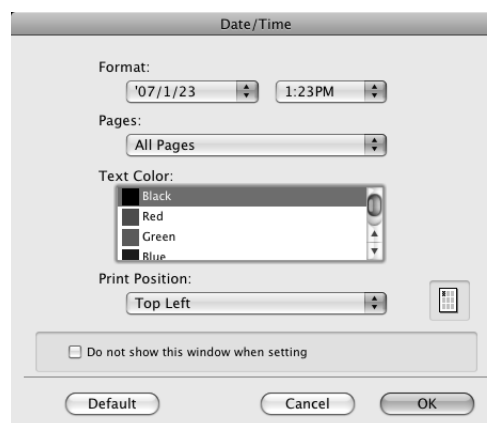 Date/Time
Format:
'07/1/23 1:23PM
Pages:
All Pages
Text Color:
Black
Red
Green
Blue
Print Position:
Top Left
Do not show this window when setting
Default Cancel OK